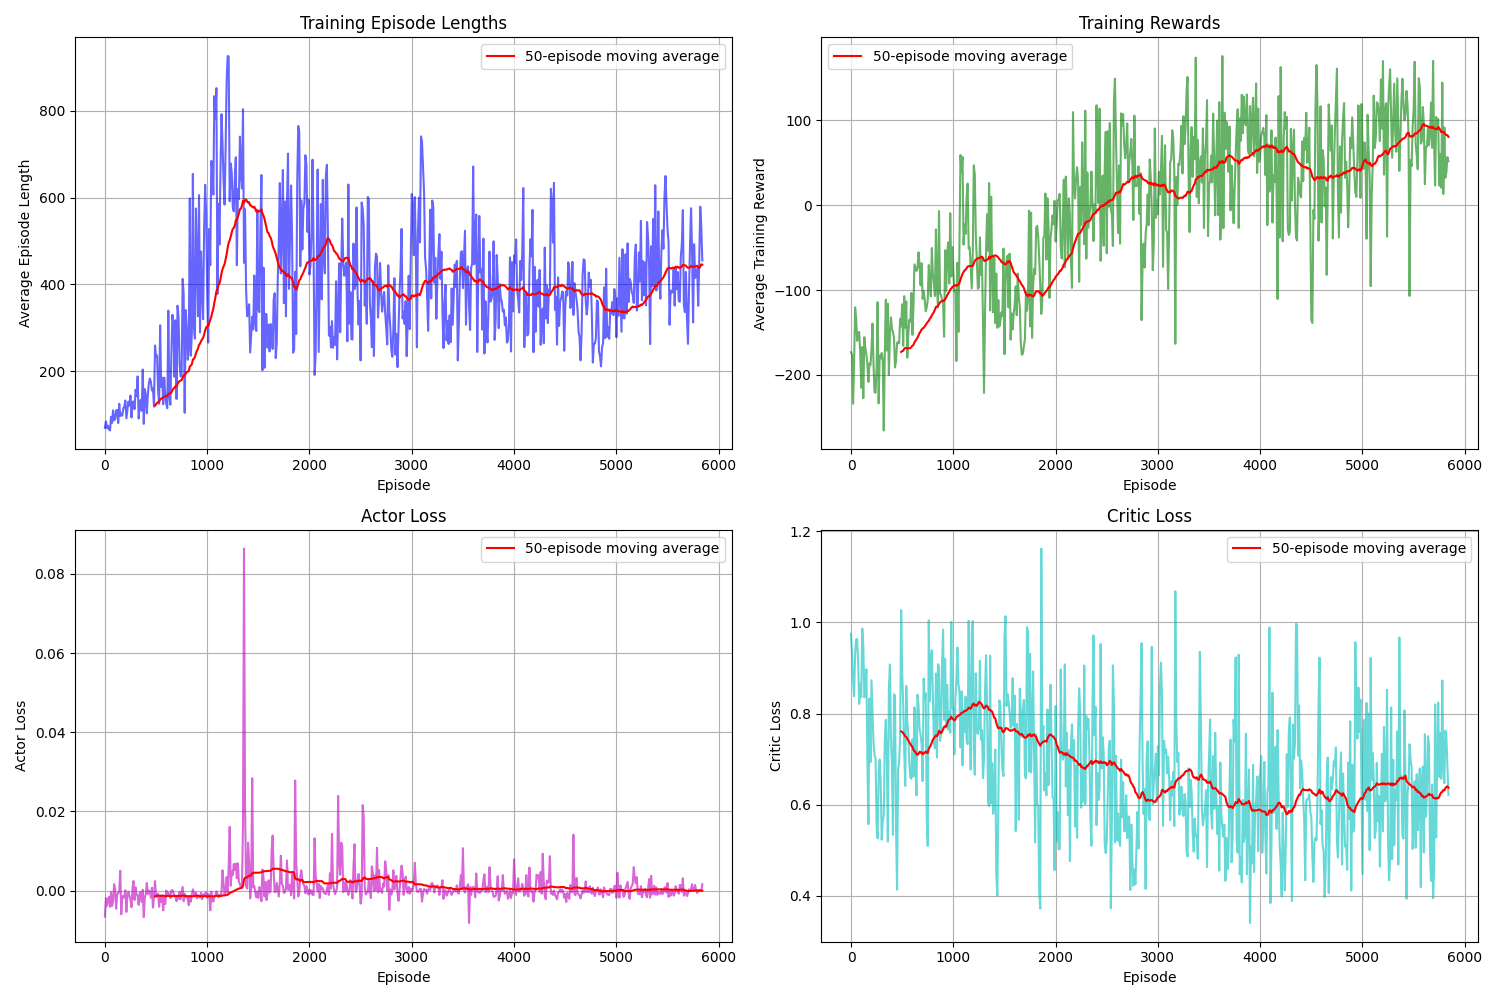 Training Episode Lengths
Average Episode Length
800
600
400
200
50-episode moving average
0 1000 2000 3000 4000 5000 6000
Episode
Training Rewards
Average Training Reward
100
0
−100
−200
50-episode moving average
0 1000 2000 3000 4000 5000 6000
Episode
Actor Loss
Actor Loss
0.08
0.06
0.04
0.02
0.00
50-episode moving average
0 1000 2000 3000 4000 5000 6000
Episode
Critic Loss
Critic Loss
1.2
1.0
0.8
0.6
0.4
50-episode moving average
0 1000 2000 3000 4000 5000 6000
Episode